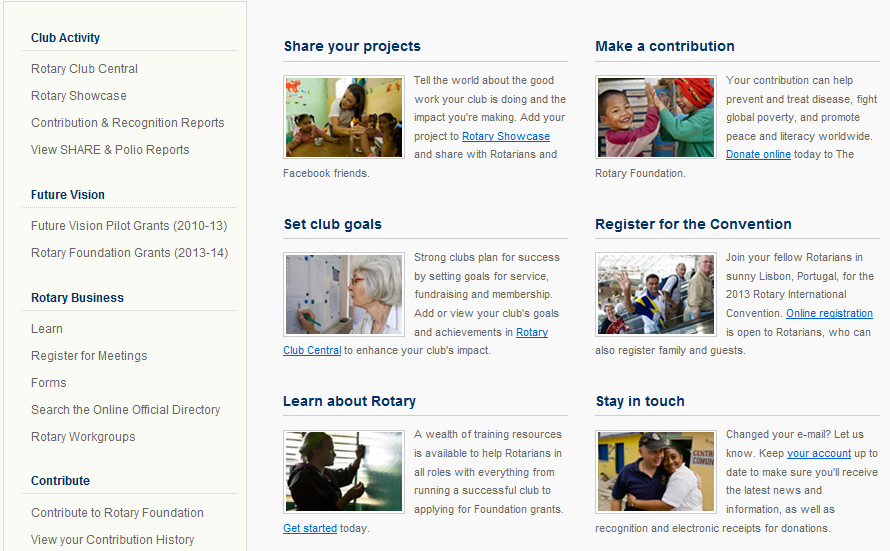 Club Activity
Rotary Club Central
Rotary Showcase
Contribution & Recognition Reports
View SHARE & Polio Reports
Future Vision
Future Vision Pilot Grants (2010-13)
Rotary Foundation Grants (2013-14)
Rotary Business
Learn
Register for Meetings
Forms
Search the Online Official Directory
Rotary Workgroups
Contribute
Contribute to Rotary Foundation
View your Contribution History
Share your projects
Tell the world about the good
work your club is doing and the
impact you're making. Add your
project to Rotary Showcase
and share with Rotarians and
Facebook friends.
Make a contribution
Your contribution can help
prevent and treat disease, fight
global poverty, and promote
peace and literacy worldwide.
Donate online today to The
Rotary Foundation.
Set club goals
Strong clubs plan for success
by setting goals for service,
fundraising and membership.
Add or view your club's goals
and achievements in Rotary
Club Central to enhance your club's impact.
Register for the Convention
Join your fellow Rotarians in
sunny Lisbon, Portugal, for the
2013 Rotary International
Convention. Online registration
is open to Rotarians, who can
also register family and guests.
Learn about Rotary
A wealth of training resources
is available to help Rotarians in
all roles with everything from
running a successful club to
applying for Foundation grants.
Get started today.
Stay in touch
CENTR
COMUN
Changed your e-mail? Let us
know. Keep your account up to
date to make sure you'll receive
the latest news and
information, as well as
recognition and electronic receipts for donations.